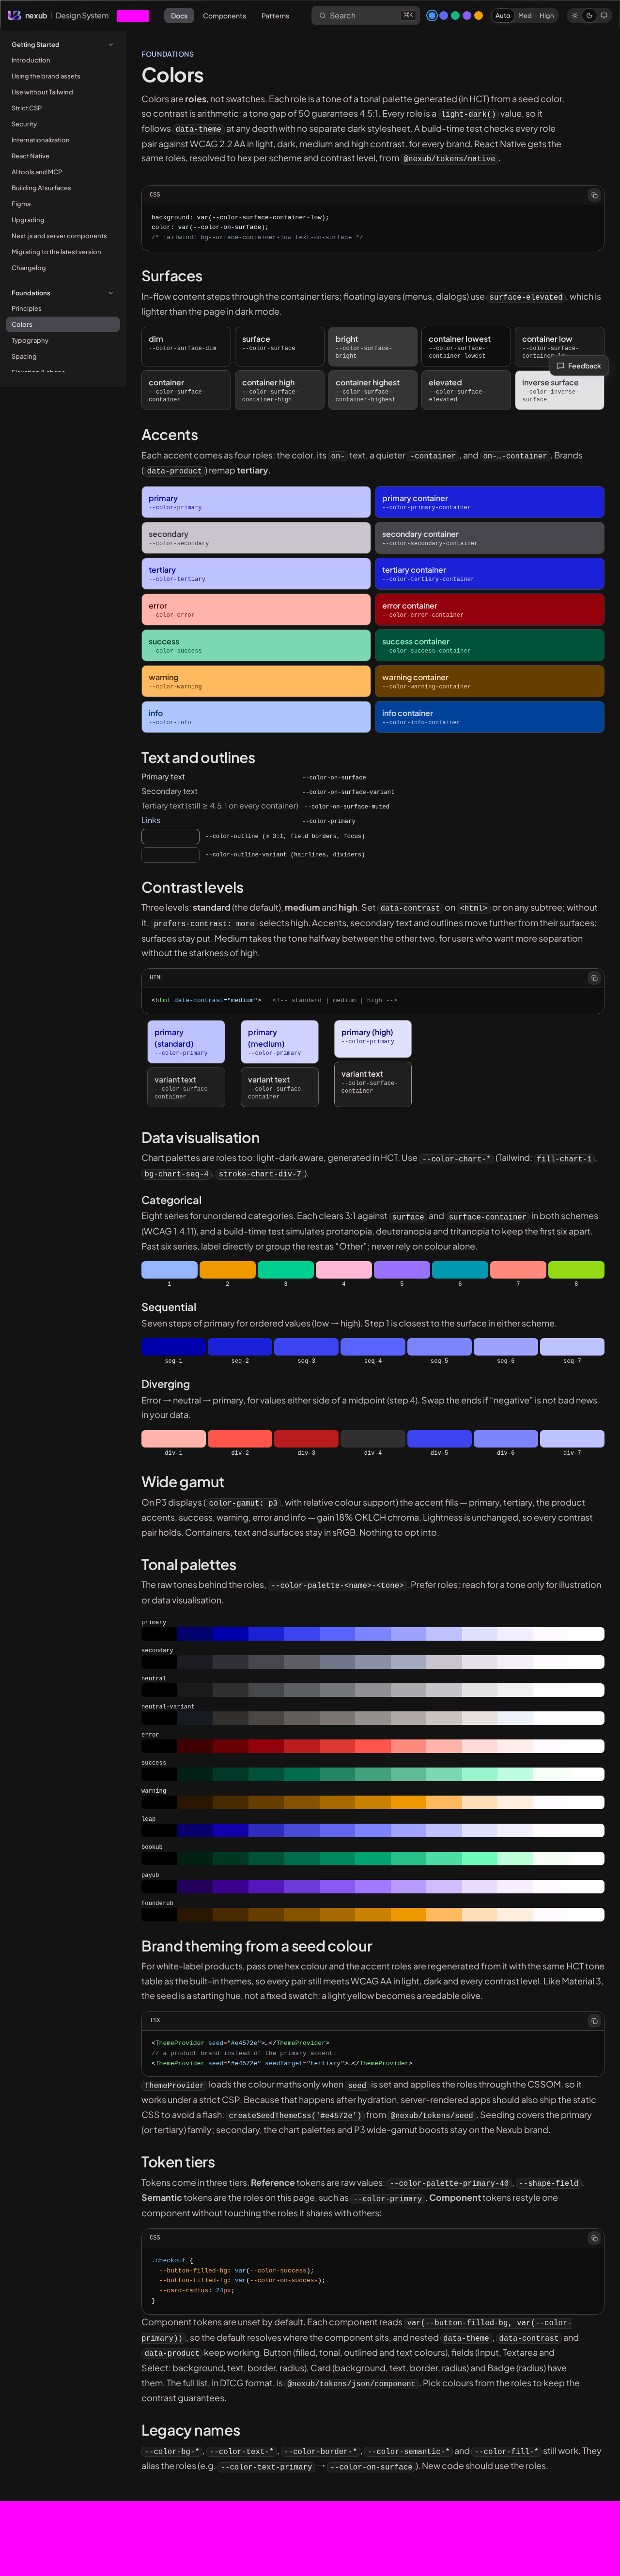 nexub Design System Docs Components Patterns Search ⌘K Auto Med High
Getting Started
Introduction
Using the brand assets
Use without Tailwind
Strict CSP
Security
Internationalization
React Native
AI tools and MCP
Building AI surfaces
Figma
Upgrading
Next.js and server components
Migrating to the latest version
Changelog
Foundations
Principles
Colors
Typography
Spacing
FOUNDATIONS
Colors
Colors are roles, not swatches. Each role is a tone of a tonal palette generated (in HCT) from a seed color,
so contrast is arithmetic: a tone gap of 50 guarantees 4.5:1. Every role is a light-dark() value, so it
follows data-theme at any depth with no separate dark stylesheet. A build-time test checks every role
pair against WCAG 2.2 AA in light, dark, medium and high contrast, for every brand. React Native gets the
same roles, resolved to hex per scheme and contrast level, from @nexub/tokens/native.
CSS
background: var(--color-surface-container-low);
color: var(--color-on-surface);
/* Tailwind: bg-surface-container-low text-on-surface */
Surfaces
In-flow content steps through the container tiers; floating layers (menus, dialogs) use surface-elevated, which is
lighter than the page in dark mode.
dim
--color-surface-dim
surface
--color-surface
bright
--color-surface-
bright
container lowest
--color-surface-
container-lowest
container low
--color-surface-
Feedback
container
--color-surface-
container
container high
--color-surface-
container-high
container highest
--color-surface-
container-highest
elevated
--color-surface-
elevated
inverse surface
--color-inverse-
surface
Accents
Each accent comes as four roles: the color, its on- text, a quieter -container, and on-…-container. Brands
(data-product) remap tertiary.
primary
--color-primary
primary container
--color-primary-container
secondary
--color-secondary
secondary container
--color-secondary-container
tertiary
--color-tertiary
tertiary container
--color-tertiary-container
error
--color-error
error container
--color-error-container
success
--color-success
success container
--color-success-container
warning
--color-warning
warning container
--color-warning-container
info
--color-info
info container
--color-info-container
Text and outlines
Primary text --color-on-surface
Secondary text --color-on-surface-variant
Tertiary text (still ≥ 4.5:1 on every container) --color-on-surface-muted
Links --color-primary
--color-outline (≥ 3:1, field borders, focus)
--color-outline-variant (hairlines, dividers)
Contrast levels
Three levels: standard (the default), medium and high. Set data-contrast on <html> or on any subtree; without
it, prefers-contrast: more selects high. Accents, secondary text and outlines move further from their surfaces;
surfaces stay put. Medium takes the tone halfway between the other two, for users who want more separation
without the starkness of high.
HTML
<html data-contrast="medium"> <!-- standard | medium | high -->
primary
(standard)
--color-primary
variant text
--color-surface-
container
primary
(medium)
--color-primary
variant text
--color-surface-
container
primary (high)
--color-primary
variant text
--color-surface-
container
Data visualisation
Chart palettes are roles too: light-dark aware, generated in HCT. Use --color-chart-* (Tailwind: fill-chart-1,
bg-chart-seq-4, stroke-chart-div-7).
Categorical
Eight series for unordered categories. Each clears 3:1 against surface and surface-container in both schemes
(WCAG 1.4.11), and a build-time test simulates protanopia, deuteranopia and tritanopia to keep the first six apart.
Past six series, label directly or group the rest as “Other”; never rely on colour alone.
1 2 3 4 5 6 7 8
Sequential
Seven steps of primary for ordered values (low → high). Step 1 is closest to the surface in either scheme.
seq-1 seq-2 seq-3 seq-4 seq-5 seq-6 seq-7
Diverging
Error → neutral → primary, for values either side of a midpoint (step 4). Swap the ends if “negative” is not bad news
in your data.
div-1 div-2 div-3 div-4 div-5 div-6 div-7
Wide gamut
On P3 displays (color-gamut: p3, with relative colour support) the accent fills — primary, tertiary, the product
accents, success, warning, error and info — gain 18% OKLCH chroma. Lightness is unchanged, so every contrast
pair holds. Containers, text and surfaces stay in sRGB. Nothing to opt into.
Tonal palettes
The raw tones behind the roles, --color-palette-<name>-<tone>. Prefer roles; reach for a tone only for illustration
or data visualisation.
primary
secondary
neutral
neutral-variant
error
success
warning
leap
bookub
payub
founderub
Brand theming from a seed colour
For white-label products, pass one hex colour and the accent roles are regenerated from it with the same HCT tone
table as the built-in themes, so every pair still meets WCAG AA in light, dark and every contrast level. Like Material 3,
the seed is a starting hue, not a fixed swatch: a light yellow becomes a readable olive.
TSX
<ThemeProvider seed="#e4572e">…</ThemeProvider>
// a product brand instead of the primary accent:
<ThemeProvider seed="#e4572e" seedTarget="tertiary">…</ThemeProvider>
ThemeProvider loads the colour maths only when seed is set and applies the roles through the CSSOM, so it
works under a strict CSP. Because that happens after hydration, server-rendered apps should also ship the static
CSS to avoid a flash: createSeedThemeCss('#e4572e') from @nexub/tokens/seed. Seeding covers the primary
(or tertiary) family; secondary, the chart palettes and P3 wide-gamut boosts stay on the Nexub brand.
Token tiers
Tokens come in three tiers. Reference tokens are raw values: --color-palette-primary-40, --shape-field.
Semantic tokens are the roles on this page, such as --color-primary. Component tokens restyle one
component without touching the roles it shares with others:
CSS
.checkout {
--button-filled-bg: var(--color-success);
--button-filled-fg: var(--color-on-success);
--card-radius: 24px;
}
Component tokens are unset by default. Each component reads var(--button-filled-bg, var(--color-
primary)), so the default resolves where the component sits, and nested data-theme, data-contrast and
data-product keep working. Button (filled, tonal, outlined and text colours), fields (Input, Textarea and
Select: background, text, border, radius), Card (background, text, border, radius) and Badge (radius) have
them. The full list, in DTCG format, is @nexub/tokens/json/component. Pick colours from the roles to keep the
contrast guarantees.
Legacy names
--color-bg-*, --color-text-*, --color-border-*, --color-semantic-* and --color-fill-* still work. They
alias the roles (e.g. --color-text-primary → --color-on-surface). New code should use the roles.